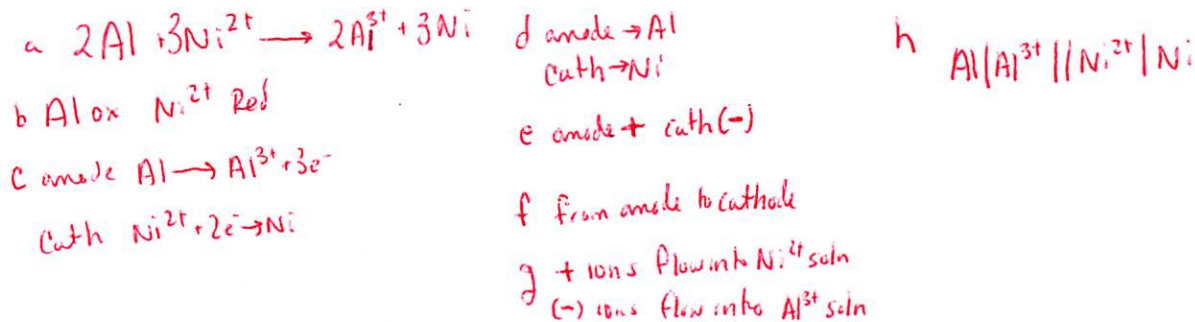 a 2Al + 3Ni²⁺ → 2Al³⁺ + 3Ni
b Al ox Ni²⁺ Red
c anode Al → Al³⁺ + 3e⁻
Cath Ni²⁺ + 2e⁻ → Ni
d anode → Al
Cath → Ni
e anode + cath (-)
f from anode to cathode
g + ions flow into Ni²⁺ soln
(-) ions flow into Al³⁺ soln
h Al|Al³⁺||Ni²⁺|Ni